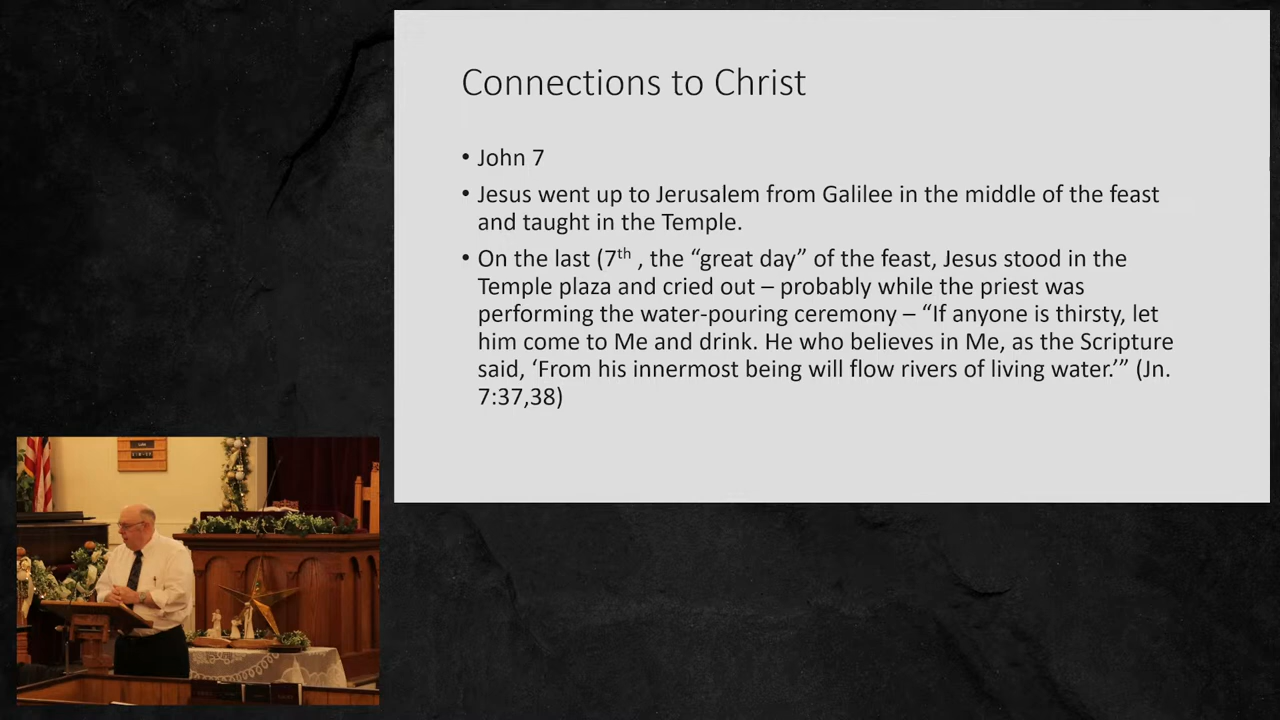 Connections to Christ
• John 7
• Jesus went up to Jerusalem from Galilee in the middle of the feast
and taught in the Temple.
• On the last (7th , the “great day” of the feast, Jesus stood in the
Temple plaza and cried out – probably while the priest was
performing the water-pouring ceremony – “If anyone is thirsty, let
him come to Me and drink. He who believes in Me, as the Scripture
said, ‘From his innermost being will flow rivers of living water.’” (Jn.
7:37,38)